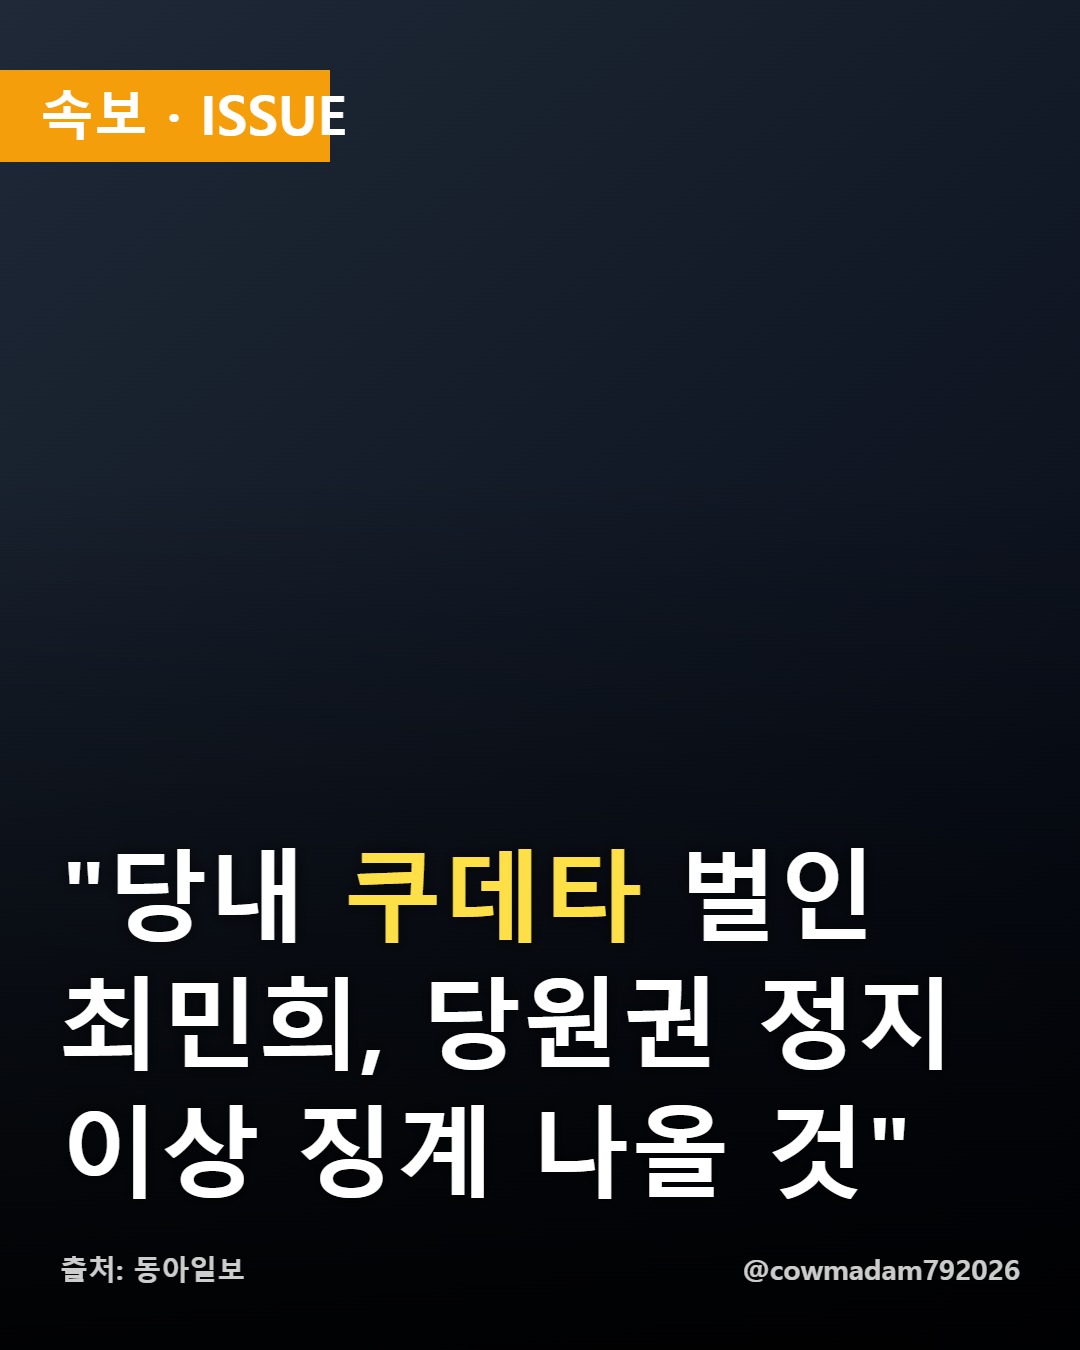 속보 · ISSUE
"당내 쿠데타 벌인
최민희, 당원권 정지
이상 징계 나올 것"
출처: 동아일보
@cowmadam792026